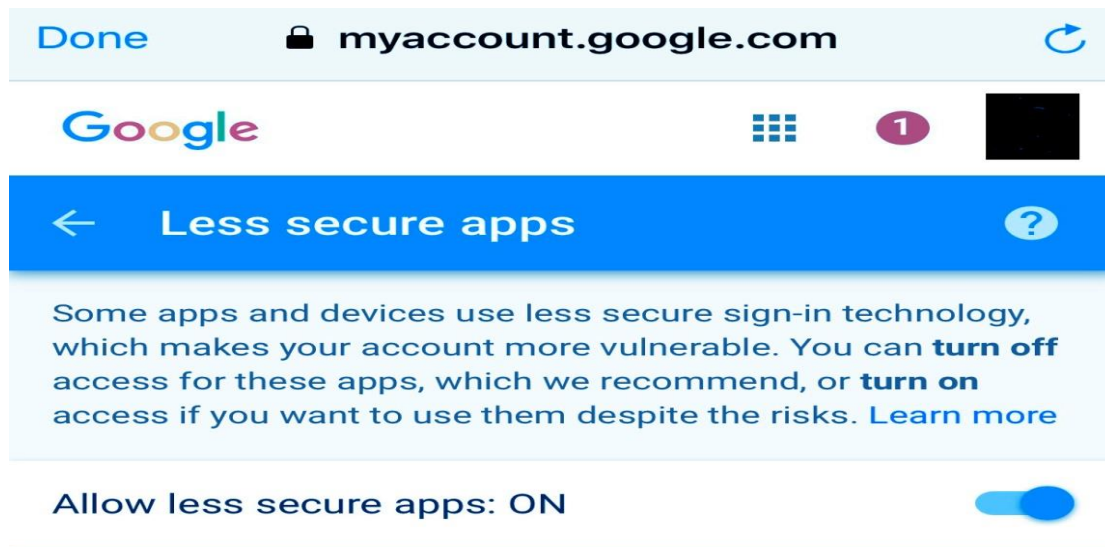 Done myaccount.google.com
Google 1
Less secure apps ?
Some apps and devices use less secure sign-in technology,
which makes your account more vulnerable. You can turn off
access for these apps, which we recommend, or turn on
access if you want to use them despite the risks. Learn more
Allow less secure apps: ON